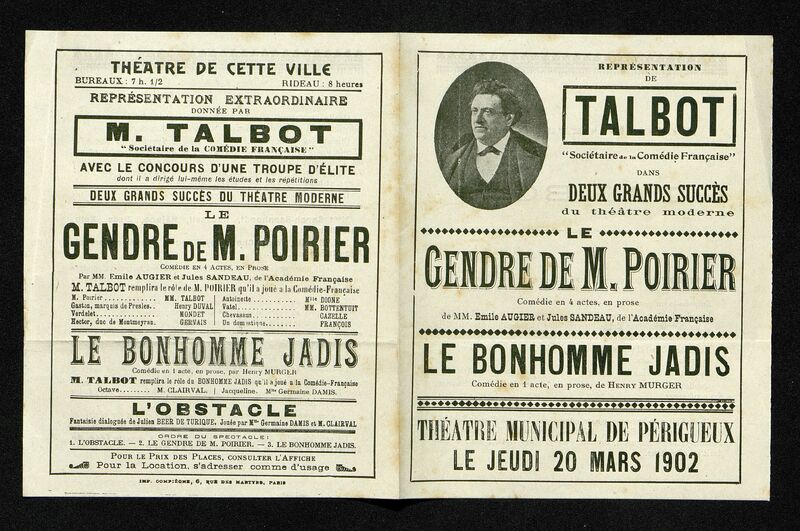 THÉATRE DE CETTE VILLE
BUREAUX : 7 h. 1/2 RIDEAU : 8 heures
REPRÉSENTATION EXTRAORDINAIRE
DONNÉE PAR
M. TALBOT
"Sociétaire de la COMÉDIE FRANÇAISE"
AVEC LE CONCOURS D'UNE TROUPE D'ÉLITE
dont il a dirigé lui-même les études et les répétitions
DEUX GRANDS SUCCÈS DU THÉATRE MODERNE
LE
GENDRE DE M. POIRIER
COMÉDIE EN 4 ACTES, EN PROSE
Par MM. Emile AUGIER et Jules SANDEAU, de l'Académie Française
M. TALBOT remplira le rôle de M. POIRIER qu'il a joué à la Comédie-Française
M. Poirier MM. TALBOT
Gaston, marquis de Presles. Henry DUVAL
Verdelet MONDET
Hector, duc de Montmeyran. GERVAIS
Antoinette Mlle DIONE
Vatel MM. BOTTENTUIT
Chevassus CAZELLE
Un domestique FRANÇOIS
LE BONHOMME JADIS
Comédie en 1 acte, en prose, par Henry MURGER
M. TALBOT remplira le rôle du BONHOMME JADIS qu'il a joué à la Comédie-Française
Octave M. CLAIRVAL. | Jacqueline. Mlle Germaine DAMIS.
L'OBSTACLE
Fantaisie dialoguée de Julien BEER DE TURIQUE. Jouée par Mlle Germaine DAMIS et M. CLAIRVAL
ORDRE DU SPECTACLE:
1. L'OBSTACLE. — 2. LE GENDRE DE M. POIRIER. — 3. LE BONHOMME JADIS.
POUR LE PRIX DES PLACES, CONSULTER L'AFFICHE
Pour la Location, s'adresser comme d'usage
IMP. COMPIÈGNE, 6, RUE DES MARTYRS, PARIS
REPRÉSENTATION
DE
TALBOT
"Sociétaire de la Comédie Française"
DANS
DEUX GRANDS SUCCÈS
du théâtre moderne
LE
GENDRE DE M. POIRIER
Comédie en 4 actes, en prose
de MM. Emile AUGIER et Jules SANDEAU, de l'Académie Française
LE BONHOMME JADIS
Comédie en 1 acte, en prose, de HENRY MURGER
THÉATRE MUNICIPAL DE PÉRIGUEUX
LE JEUDI 20 MARS 1902